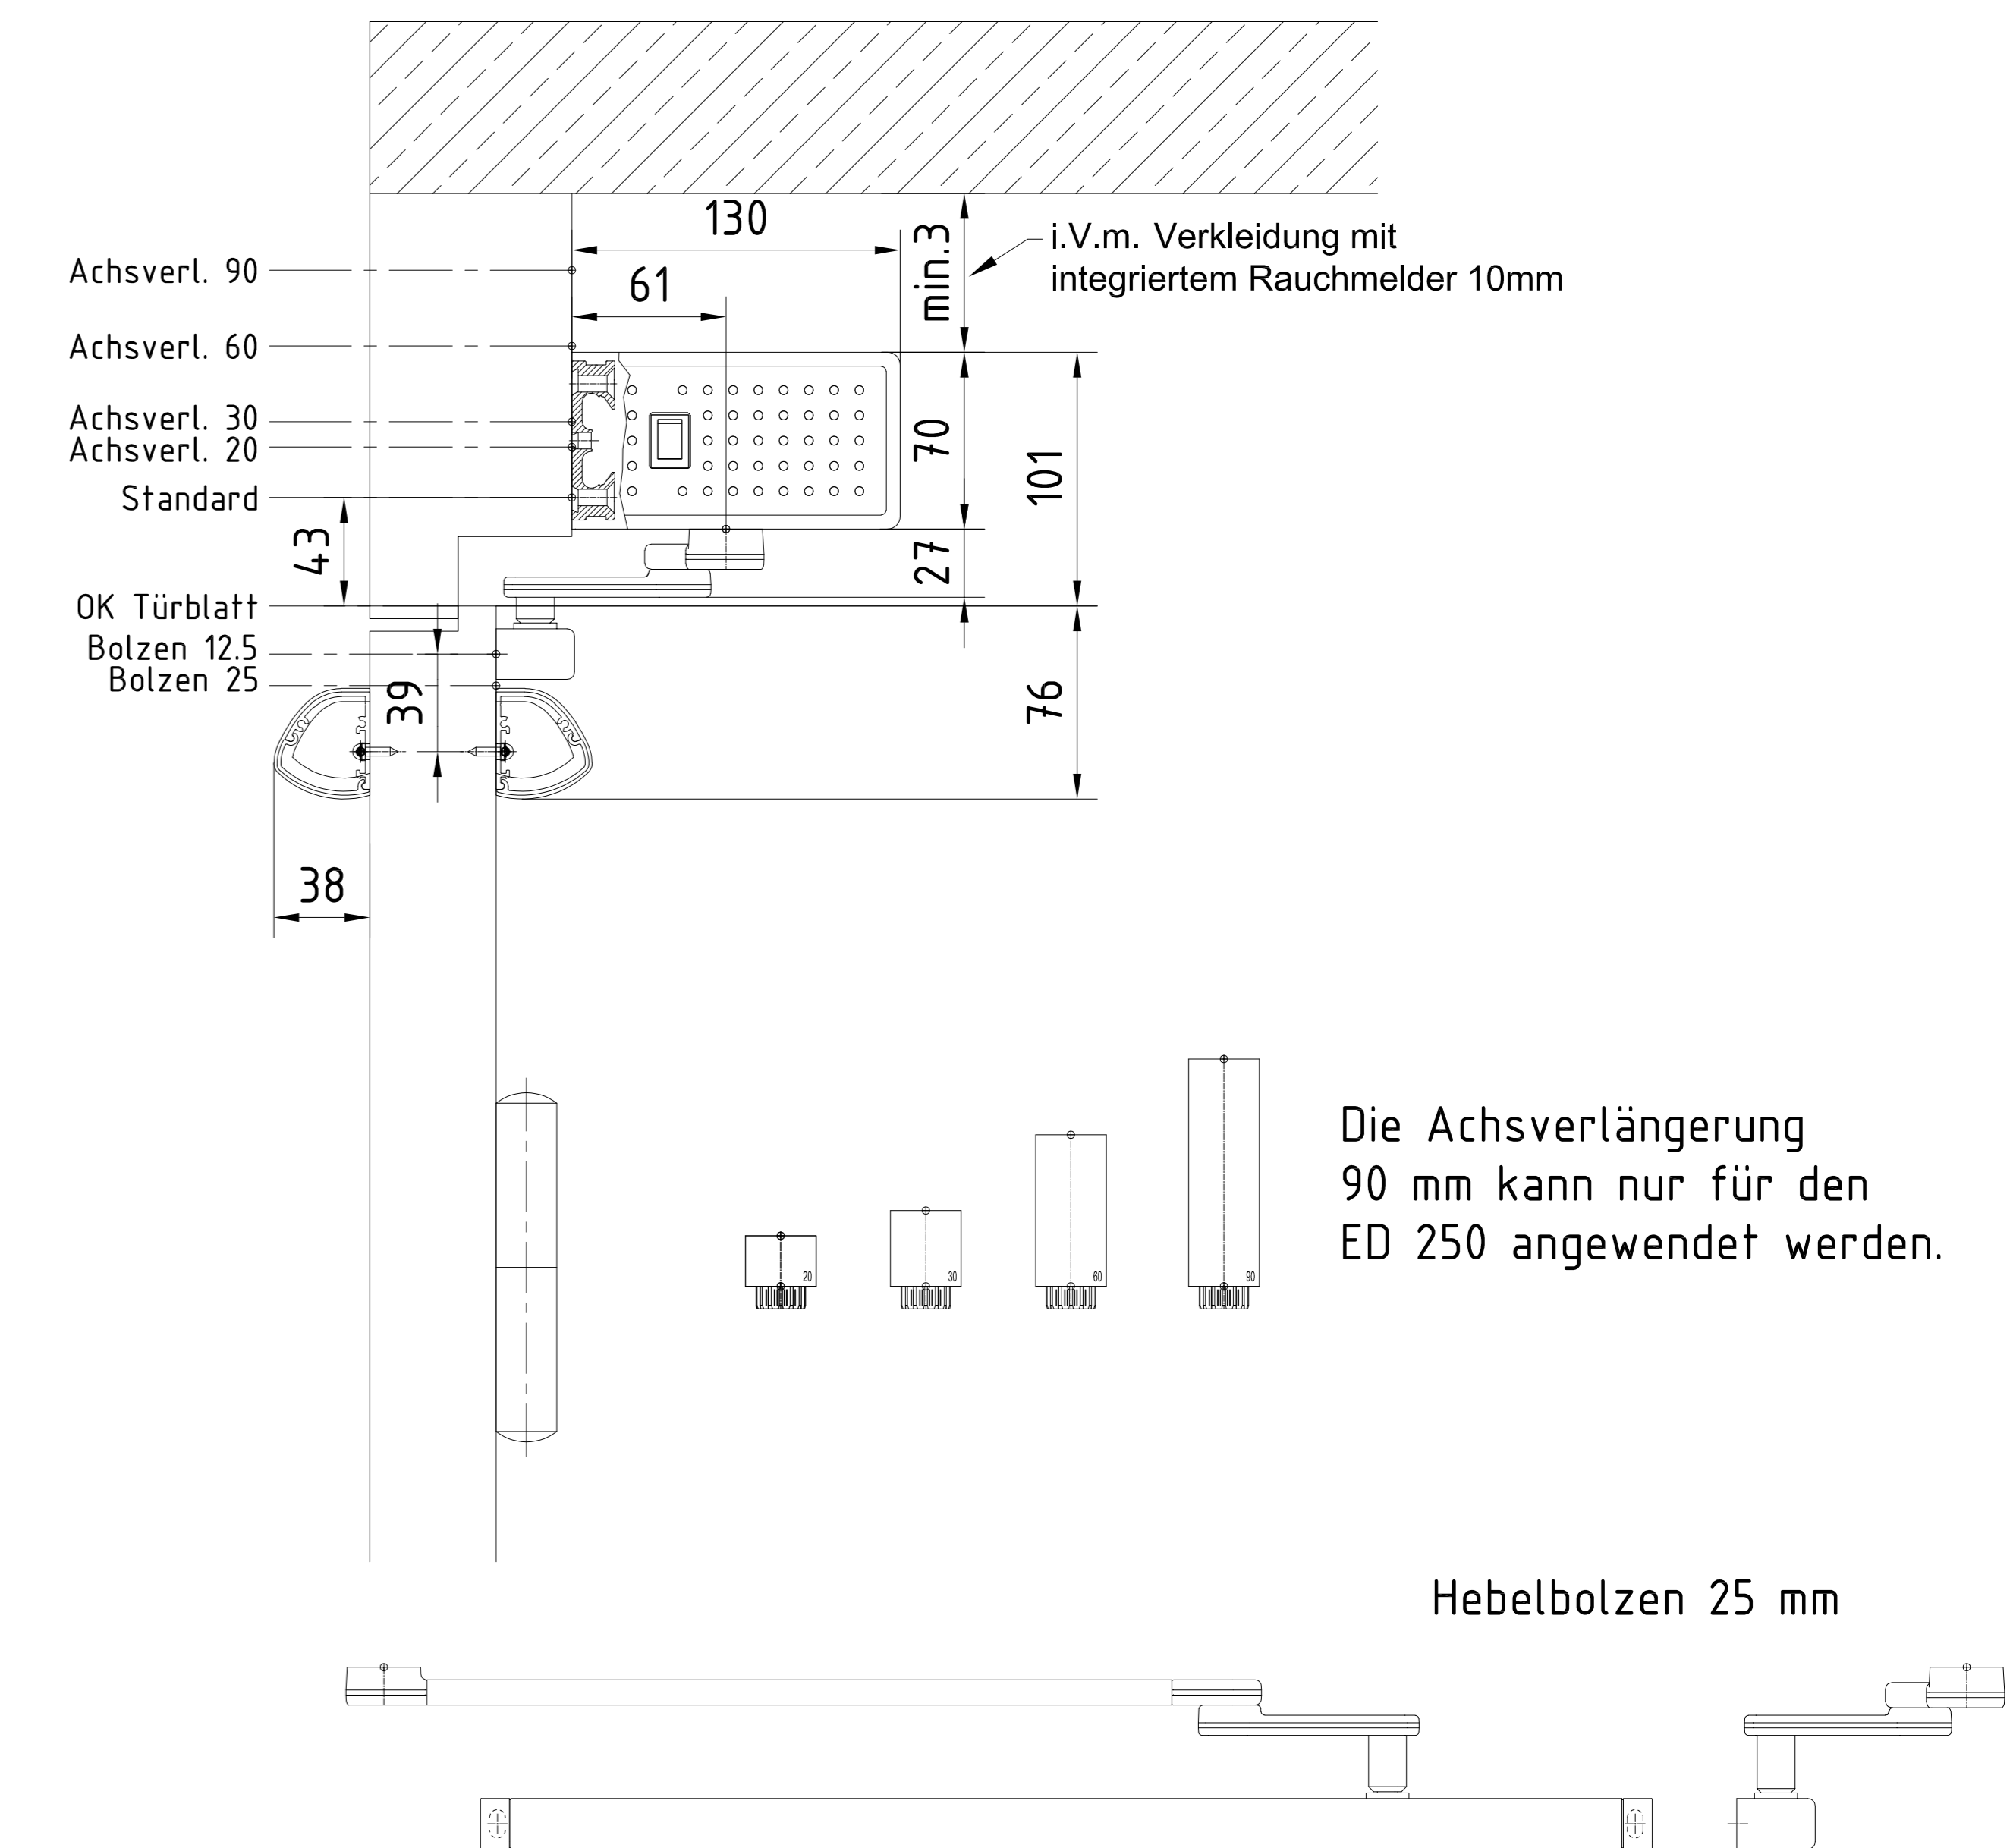 130
min.3
i.V.m. Verkleidung mit
integriertem Rauchmelder 10mm
Achsverl. 90
61
Achsverl. 60
Achsverl. 30
Achsverl. 20
70
101
Standard
43
27
OK Türblatt
Bolzen 12.5
Bolzen 25
39
76
38
Die Achsverlängerung
90 mm kann nur für den
ED 250 angewendet werden.
20
30
60
90
Hebelbolzen 25 mm